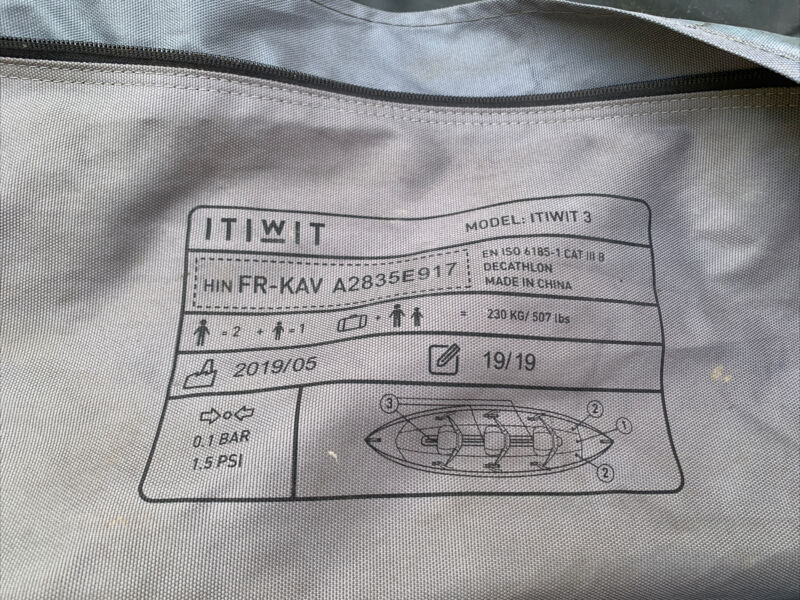 ITIWIT
MODEL: ITIWIT 3
HIN FR-KAV A2835E917
EN ISO 6185-1 CAT III B
DECATHLON
MADE IN CHINA
= 2 + = 1
+ = 230 KG/ 507 lbs
2019/05
19/19
0.1 BAR
1.5 PSI
3
2
1
2